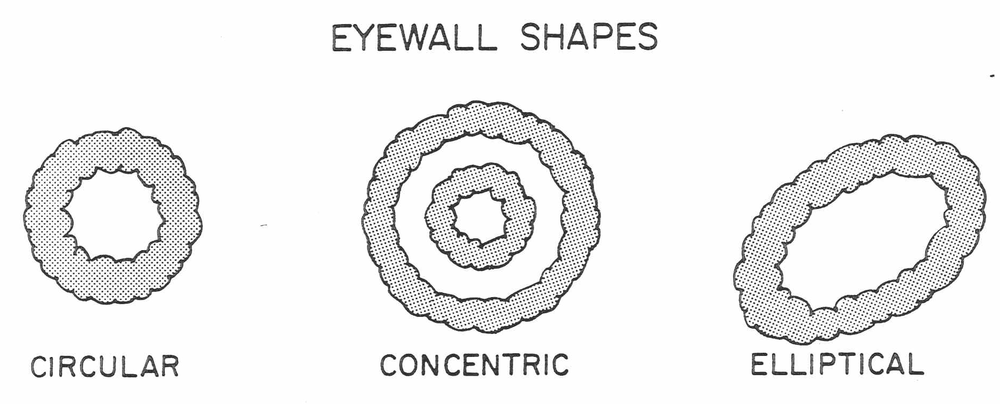 EYEWALL SHAPES
CIRCULAR
CONCENTRIC
ELLIPTICAL